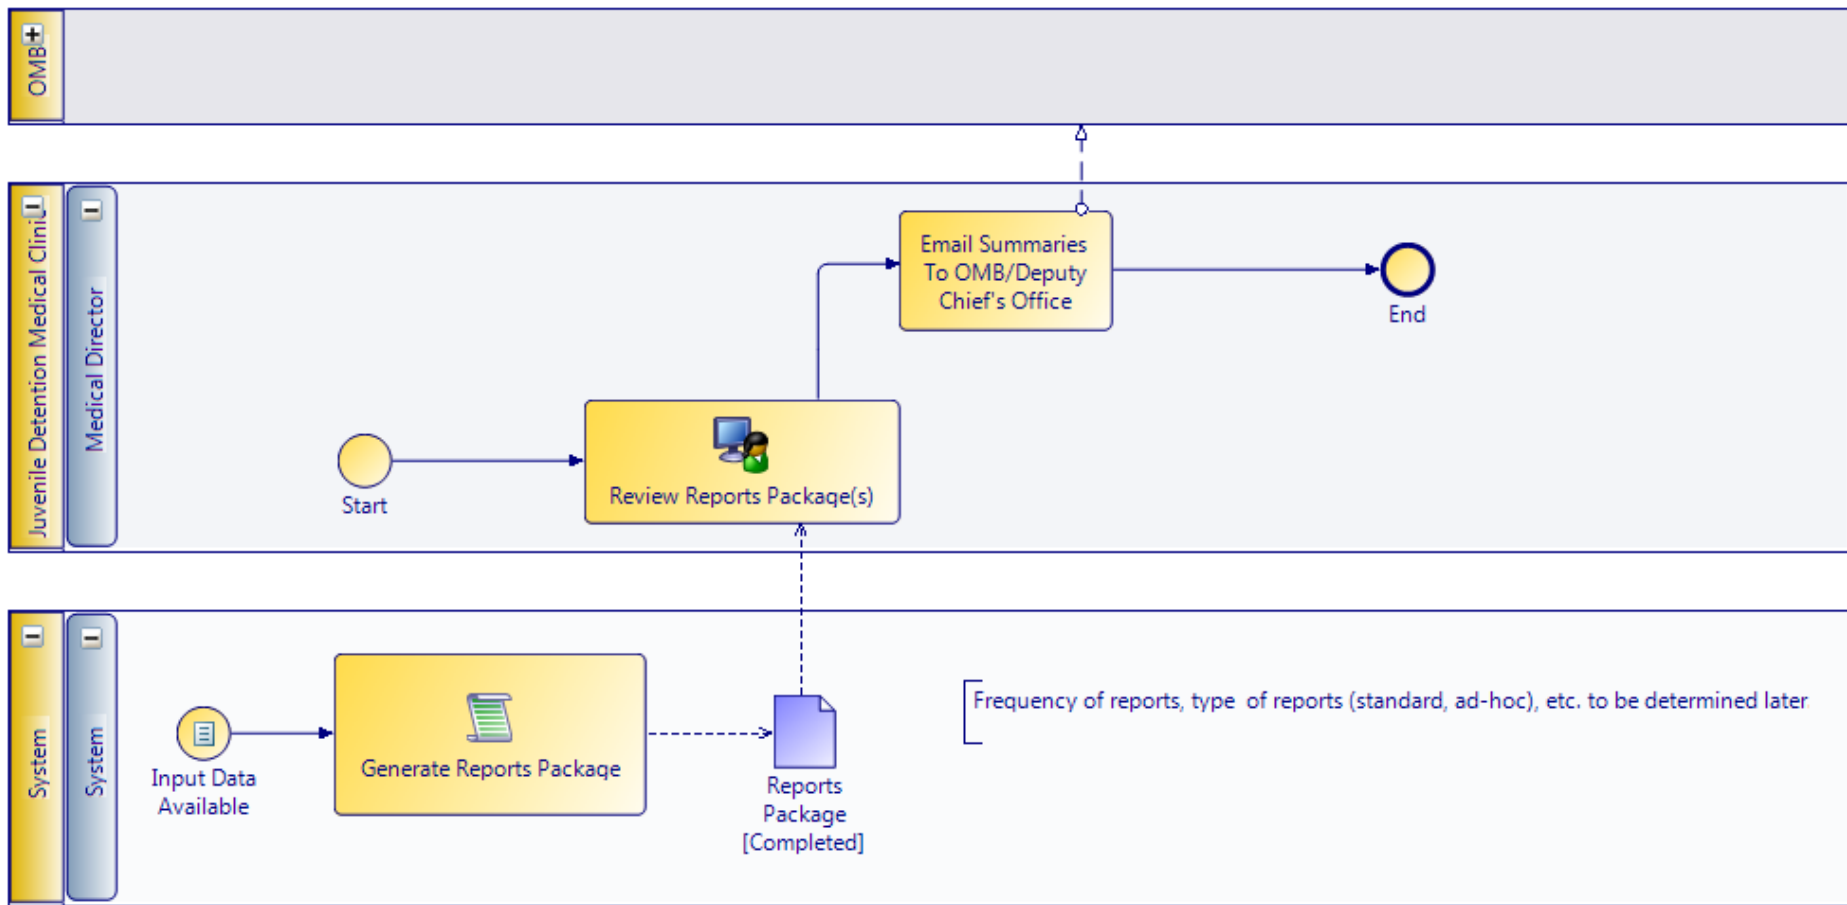 OMB
Juvenile Detention Medical Clinic
Medical Director
Email Summaries
To OMB/Deputy
Chief's Office
End
Start
Review Reports Package(s)
System
System
Input Data
Available
Generate Reports Package
Reports
Package
[Completed]
Frequency of reports, type of reports (standard, ad-hoc), etc. to be determined later.